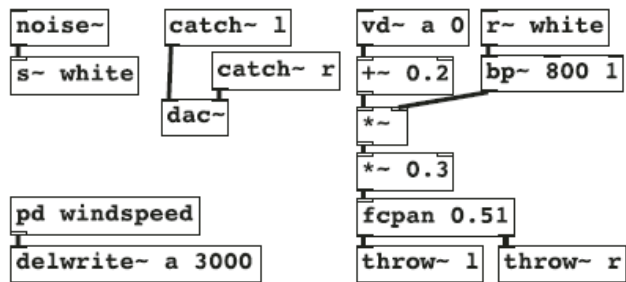 noise~
s~ white
catch~ l
catch~ r
dac~
vd~ a 0
r~ white
+~ 0.2
bp~ 800 1
*~
*~ 0.3
pd windspeed
delwrite~ a 3000
fcpan 0.51
throw~ l
throw~ r